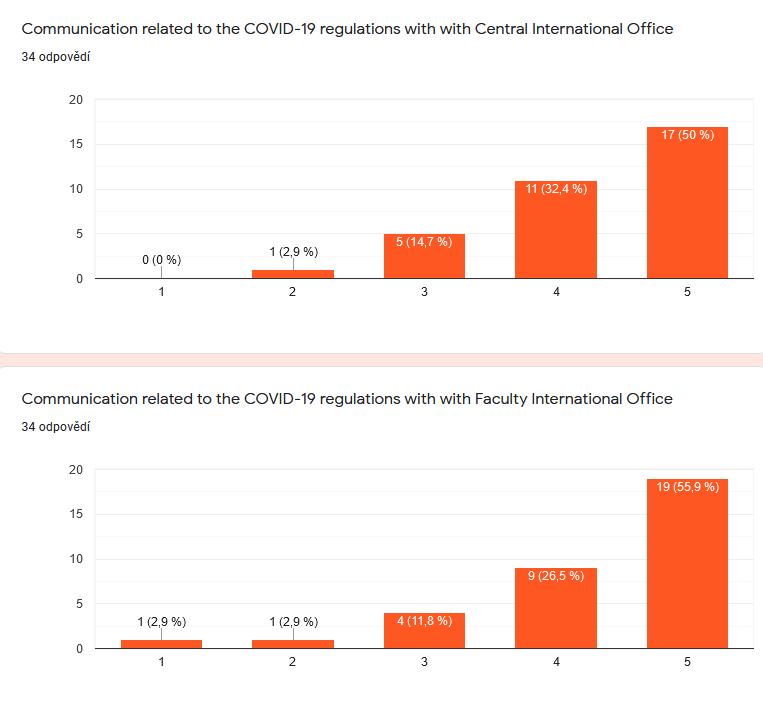 Communication related to the COVID-19 regulations with with Central International Office
34 odpovědí
20
15
10
5
0
0 (0 %)
1 (2,9 %)
5 (14,7 %)
11 (32,4 %)
17 (50 %)
1 2 3 4 5
Communication related to the COVID-19 regulations with with Faculty International Office
34 odpovědí
20
15
10
5
0
1 (2,9 %)
1 (2,9 %)
4 (11,8 %)
9 (26,5 %)
19 (55,9 %)
1 2 3 4 5